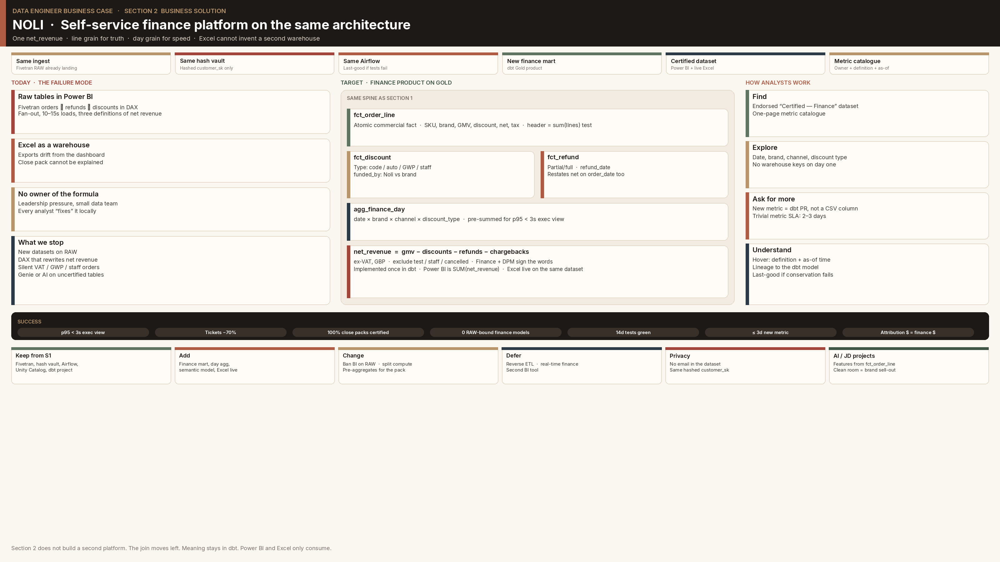 DATA ENGINEER BUSINESS CASE · SECTION 2 BUSINESS SOLUTION
NOLI · Self-service finance platform on the same architecture
One net_revenue · line grain for truth · day grain for speed · Excel cannot invent a second warehouse
Same ingest
Fivetran RAW already landing
Same hash vault
Hashed customer_sk only
Same Airflow
Last-good if tests fail
New finance mart
dbt Gold product
Certified dataset
Power BI + live Excel
Metric catalogue
Owner + definition + as-of
TODAY · THE FAILURE MODE
Raw tables in Power BI
Fivetran orders refunds discounts in DAX
Fan-out, 10–15s loads, three definitions of net revenue
Excel as a warehouse
Exports drift from the dashboard
Close pack cannot be explained
No owner of the formula
Leadership pressure, small data team
Every analyst “fixes” it locally
What we stop
New datasets on RAW
DAX that rewrites net revenue
Silent VAT / GWP / staff orders
Genie or AI on uncertified tables
TARGET · FINANCE PRODUCT ON GOLD
SAME SPINE AS SECTION 1
fct_order_line
Atomic commercial fact · SKU, brand, GMV, discount, net, tax · header = sum(lines) test
fct_discount
Type: code / auto / GWP / staff
funded_by: Noli vs brand
fct_refund
Partial/full · refund_date
Restates net on order_date too
agg_finance_day
date × brand × channel × discount_type · pre-summed for p95 < 3s exec view
net_revenue = gmv − discounts − refunds − chargebacks
ex-VAT, GBP · exclude test / staff / cancelled · Finance + DPM sign the words
Implemented once in dbt · Power BI is SUM(net_revenue) · Excel live on the same dataset
HOW ANALYSTS WORK
Find
Endorsed “Certified — Finance” dataset
One-page metric catalogue
Explore
Date, brand, channel, discount type
No warehouse keys on day one
Ask for more
New metric = dbt PR, not a CSV column
Trivial metric SLA: 2–3 days
Understand
Hover: definition + as-of time
Lineage to the dbt model
Last-good if conservation fails
SUCCESS
p95 < 3s exec view
Tickets −70%
100% close packs certified
0 RAW-bound finance models
14d tests green
≤ 3d new metric
Attribution $ = finance $
Keep from S1
Fivetran, hash vault, Airflow,
Unity Catalog, dbt project
Add
Finance mart, day agg,
semantic model, Excel live
Change
Ban BI on RAW · split compute
Pre-aggregates for the pack
Defer
Reverse ETL · real-time finance
Second BI tool
Privacy
No email in the dataset
Same hashed customer_sk
AI / JD projects
Features from fct_order_line
Clean room = brand sell-out
Section 2 does not build a second platform. The join moves left. Meaning stays in dbt. Power BI and Excel only consume.